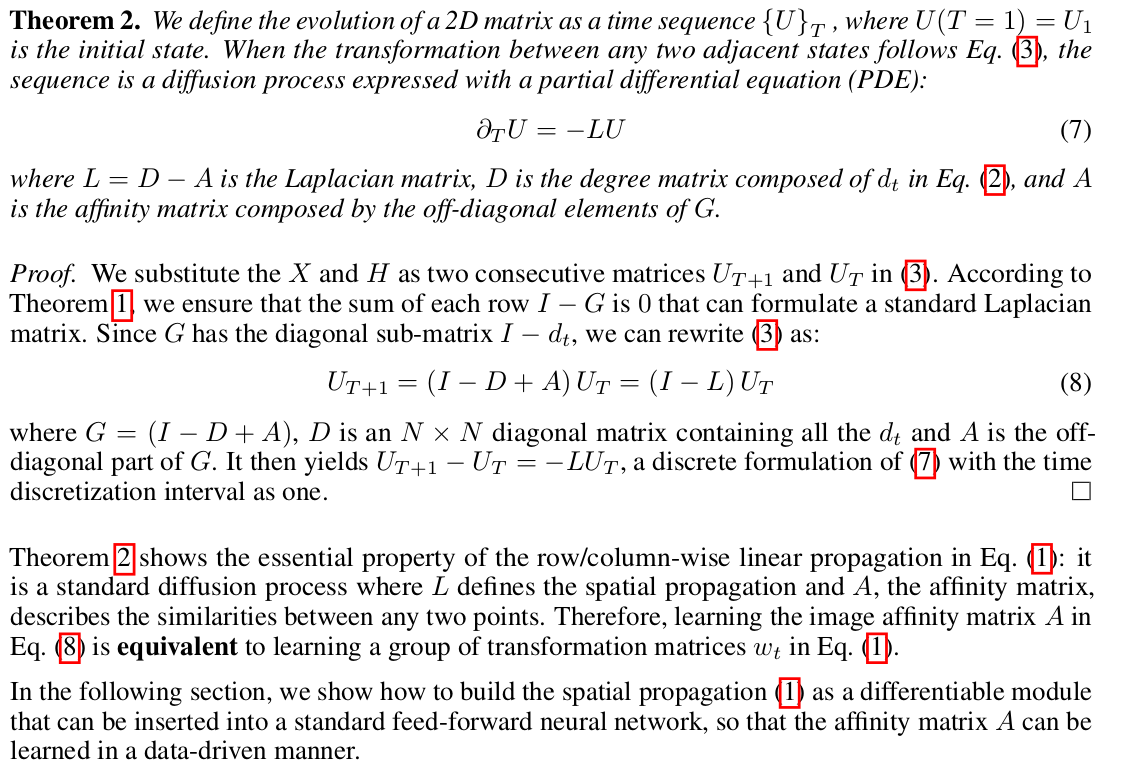 Theorem 2. We define the evolution of a 2D matrix as a time sequence {U}_T , where U(T = 1) = U_1
is the initial state. When the transformation between any two adjacent states follows Eq. (3), the
sequence is a diffusion process expressed with a partial differential equation (PDE):
∂_T U = −LU (7)
where L = D − A is the Laplacian matrix, D is the degree matrix composed of d_t in Eq. (2), and A
is the affinity matrix composed by the off-diagonal elements of G.
Proof. We substitute the X and H as two consecutive matrices U_{T+1} and U_T in (3). According to
Theorem 1, we ensure that the sum of each row I − G is 0 that can formulate a standard Laplacian
matrix. Since G has the diagonal sub-matrix I − d_t, we can rewrite (3) as:
U_{T+1} = (I − D + A) U_T = (I − L) U_T (8)
where G = (I − D + A), D is an N × N diagonal matrix containing all the d_t and A is the off-
diagonal part of G. It then yields U_{T+1} − U_T = −LU_T, a discrete formulation of (7) with the time
discretization interval as one. □
Theorem 2 shows the essential property of the row/column-wise linear propagation in Eq. (1): it
is a standard diffusion process where L defines the spatial propagation and A, the affinity matrix,
describes the similarities between any two points. Therefore, learning the image affinity matrix A in
Eq. (8) is equivalent to learning a group of transformation matrices w_t in Eq. (1).
In the following section, we show how to build the spatial propagation (1) as a differentiable module
that can be inserted into a standard feed-forward neural network, so that the affinity matrix A can be
learned in a data-driven manner.